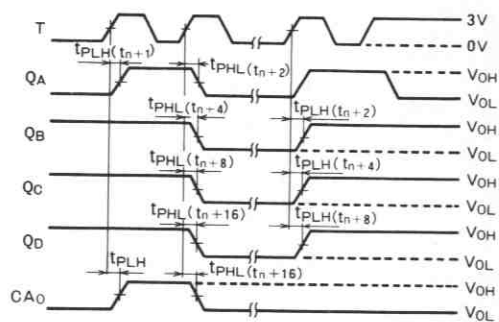 T 3V
0V
tPLH(tn+1) tPHL(tn+2)
QA VOH
VOL
tPHL(tn+4) tPLH(tn+2)
QB VOH
VOL
tPHL(tn+8) tPLH(tn+4)
QC VOH
VOL
tPHL(tn+16) tPLH(tn+8)
QD VOH
VOL
tPLH tPHL(tn+16)
CAO VOH
VOL